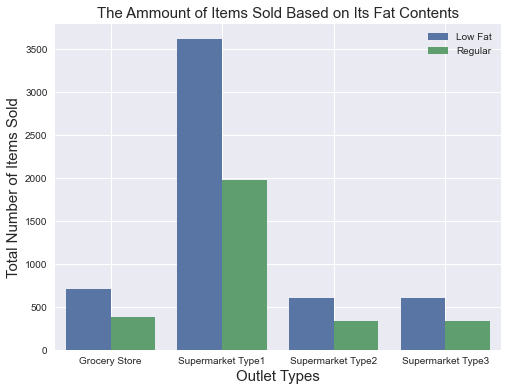 The Ammount of Items Sold Based on Its Fat Contents
Low Fat
Regular
Total Number of Items Sold
3500
3000
2500
2000
1500
1000
500
0
Grocery Store
Supermarket Type1
Supermarket Type2
Supermarket Type3
Outlet Types